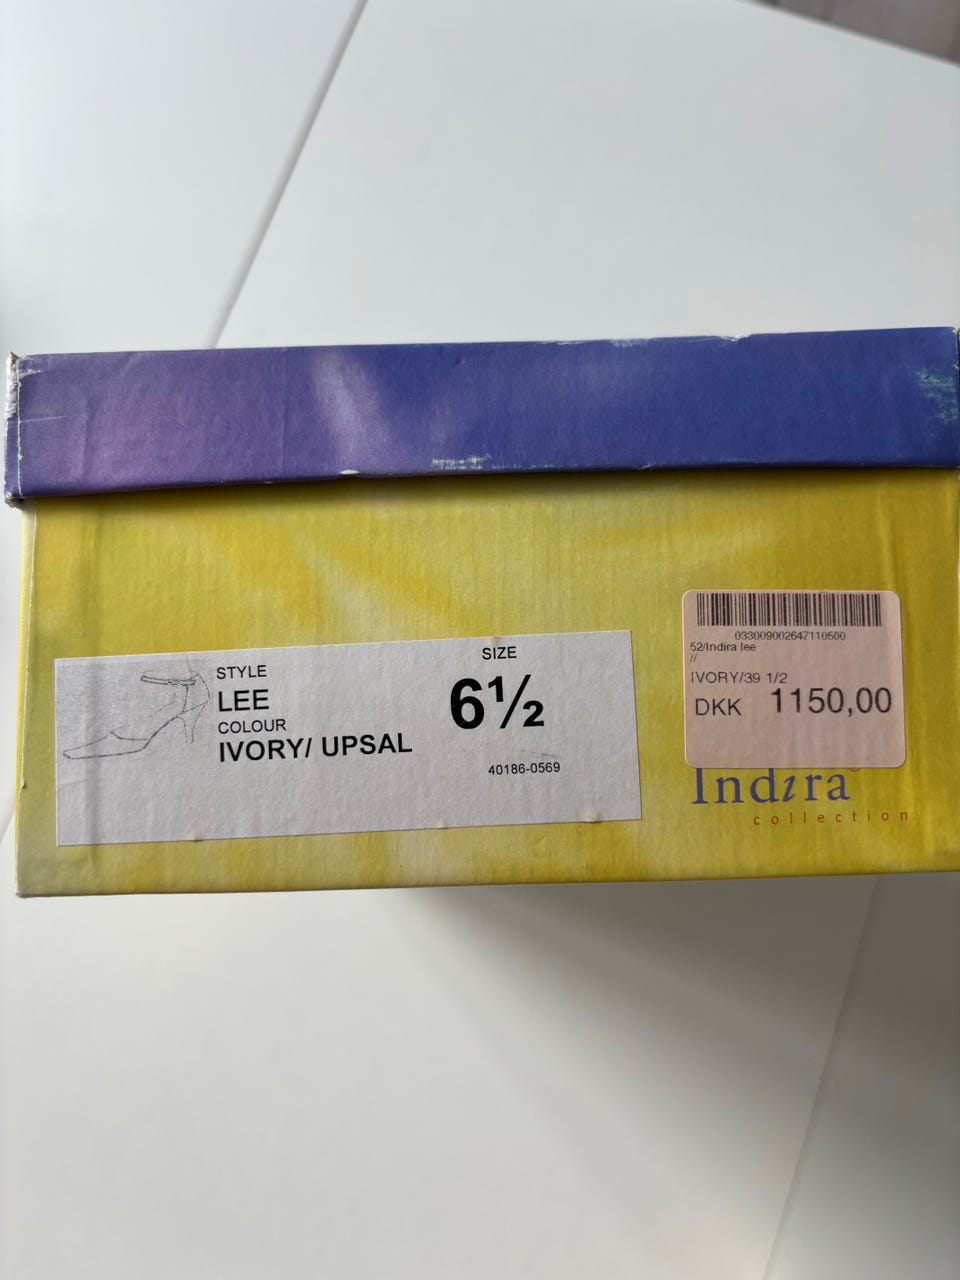 STYLE
LEE
COLOUR
IVORY/ UPSAL
SIZE
6½
40186-0569
033009002647110500
52/Indira lee
//
IVORY/39 1/2
DKK 1150,00
Indira
collection